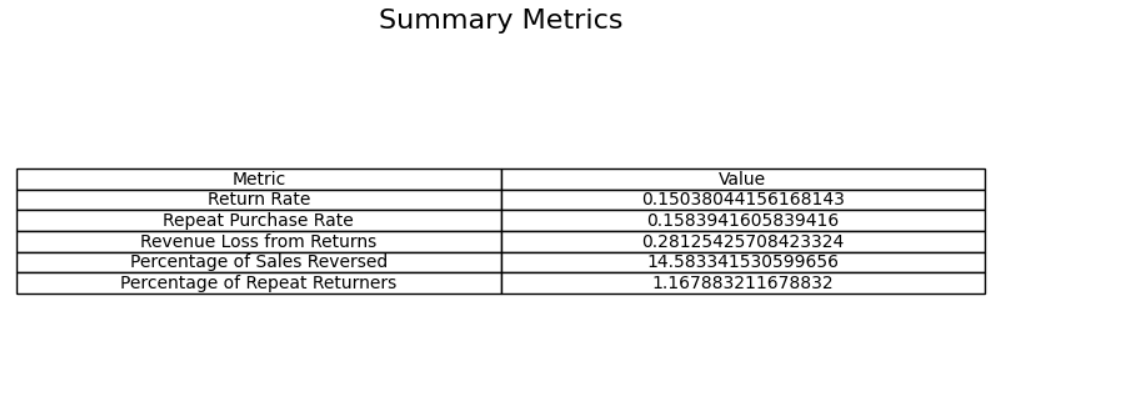 Summary Metrics
Metric Value
Return Rate 0.15038044156168143
Repeat Purchase Rate 0.1583941605839416
Revenue Loss from Returns 0.28125425708423324
Percentage of Sales Reversed 14.583341530599656
Percentage of Repeat Returners 1.167883211678832